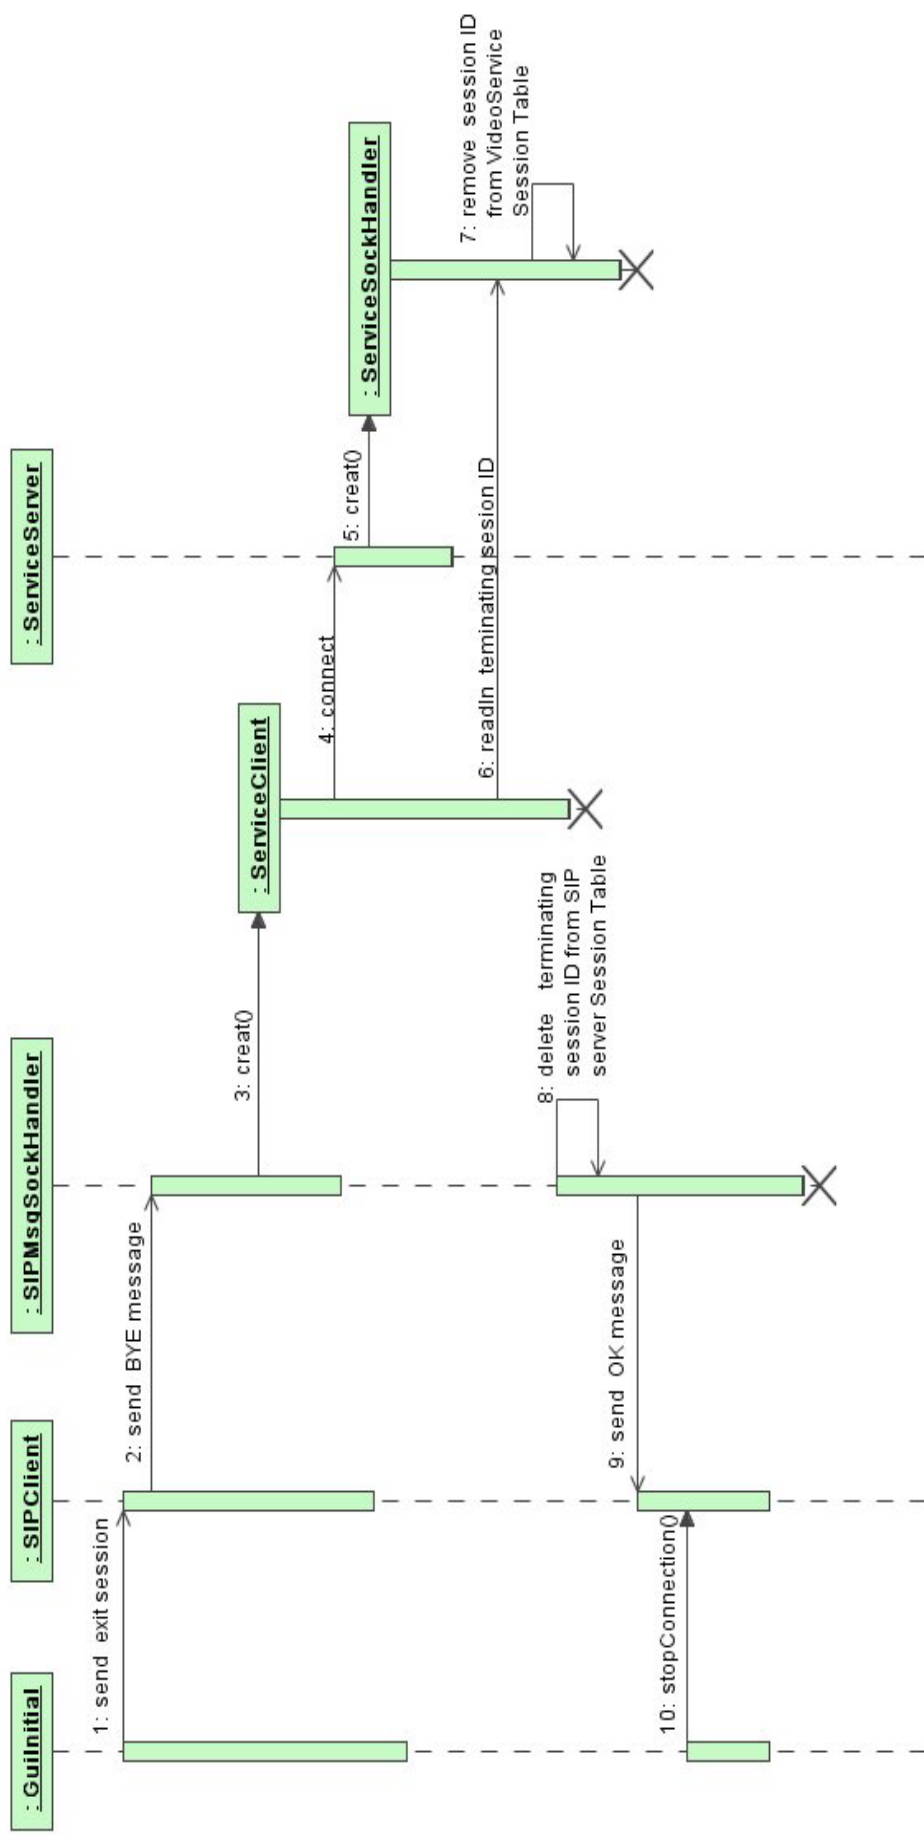 : GuiInitial
: SIPClient
: SIPMsgSockHandler
: ServiceServer
1: send exit session
2: send BYE message
3: creat()
: ServiceClient
4: connect
5: creat()
: ServiceSockHandler
6: readIn teminating sesion ID
7: remove session ID
from VideoService
Session Table
8: delete terminating
session ID from SIP
server Session Table
9: send OK message
10: stopConnection()